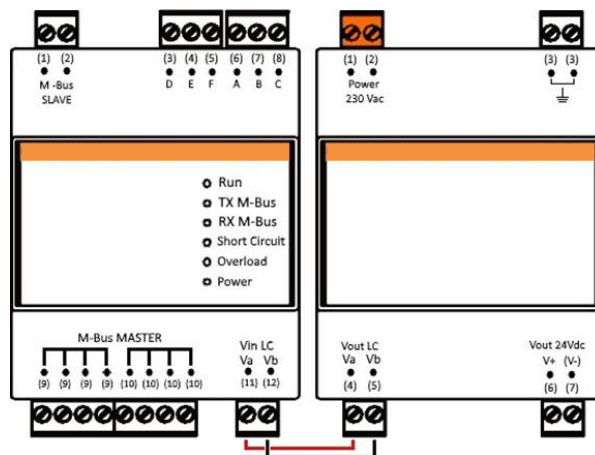 (1) (2) (3) (4) (5) (6) (7) (8)
M -Bus D E F A B C
SLAVE
Run
TX M-Bus
RX M-Bus
Short Circuit
Overload
Power
M-Bus MASTER
Vin LC
Va Vb
(9) (9) (9) (9) (10) (10) (10) (10) (11) (12)
(1) (2) (3) (3)
Power
230 Vac
Vout LC Vout 24Vdc
Va Vb V+ (V-)
(4) (5) (6) (7)